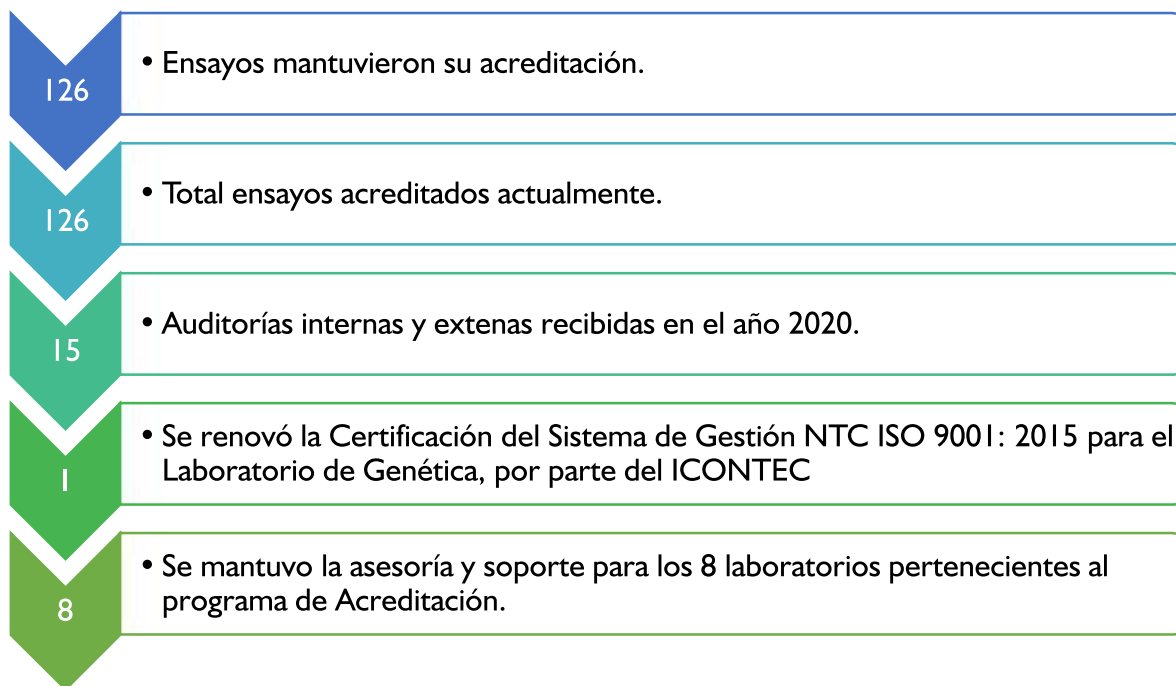 126
• Ensayos mantuvieron su acreditación.
126
• Total ensayos acreditados actualmente.
15
• Auditorías internas y extenas recibidas en el año 2020.
1
• Se renovó la Certificación del Sistema de Gestión NTC ISO 9001: 2015 para el
Laboratorio de Genética, por parte del ICONTEC
8
• Se mantuvo la asesoría y soporte para los 8 laboratorios pertenecientes al
programa de Acreditación.